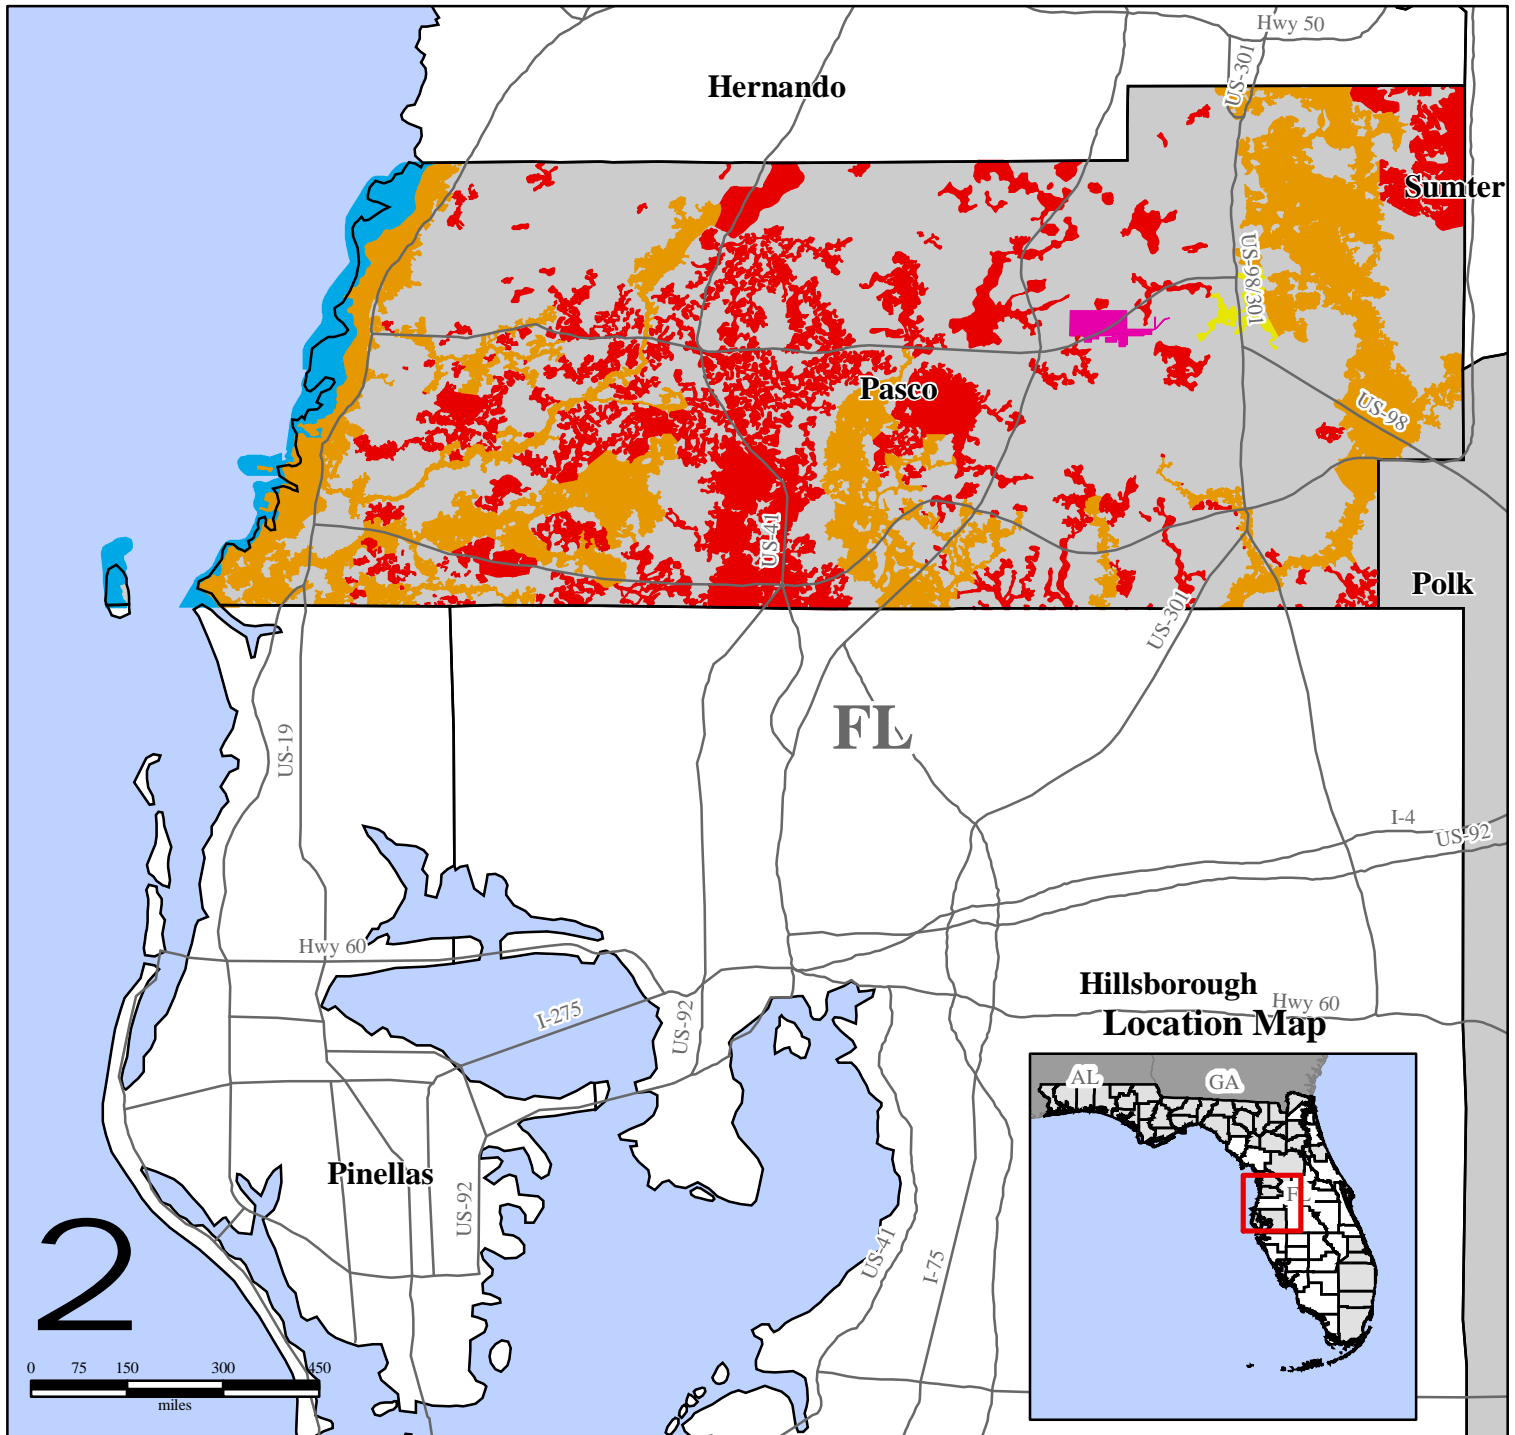 Hwy 50
US-301
Hernando
Sumter
US-98/301
Pasco
US-98
US-41
Polk
US-301
FL
US-19
I-4
US-92
Hwy 60
Hillsborough
Hwy 60
I-275
US-92
Location Map
AL
GA
FL
Pinellas
US-92
US-41
I-75
2
0 75 150 300 450
miles